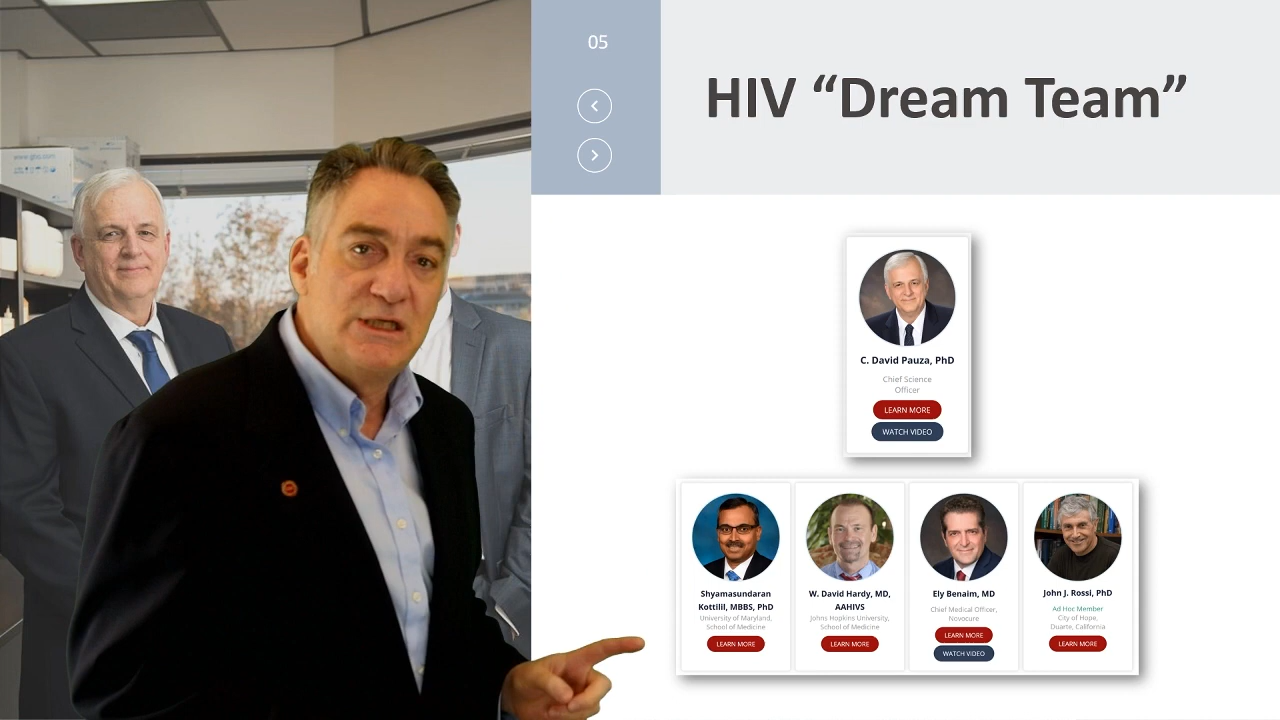 05
HIV “Dream Team”
www.gbo.com
C. David Pauza, PhD
Chief Science
Officer
LEARN MORE
WATCH VIDEO
Shyamasundaran
Kottilil, MBBS, PhD
University of Maryland,
School of Medicine
LEARN MORE
W. David Hardy, MD,
AAHIVS
Johns Hopkins University,
School of Medicine
LEARN MORE
Ely Benaim, MD
Chief Medical Officer,
Novocure
LEARN MORE
WATCH VIDEO
John J. Rossi, PhD
Ad Hoc Member
City of Hope,
Duarte, California
LEARN MORE